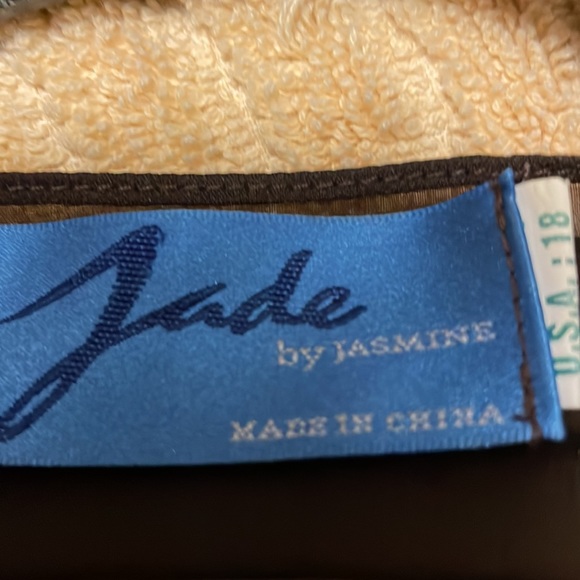 Jade
by JASMINE
MADE IN CHINA
U.S.A.: 18